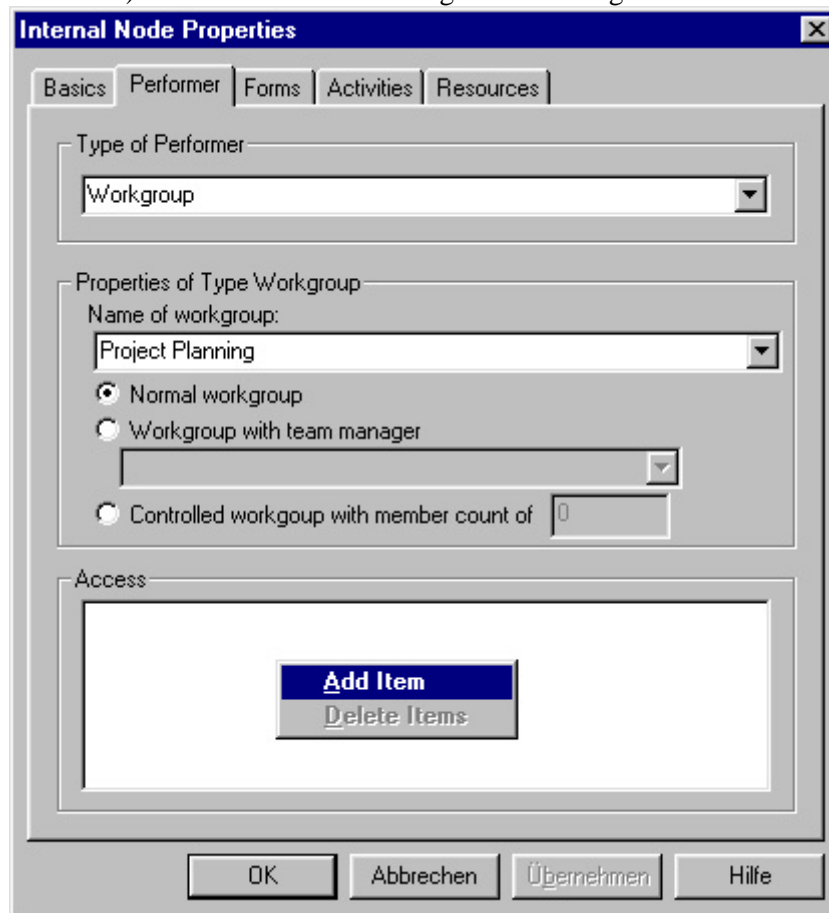 Internal Node Properties
Basics Performer Forms Activities Resources
Type of Performer
Workgroup
Properties of Type Workgroup
Name of workgroup:
Project Planning
Normal workgroup
Workgroup with team manager
Controlled workgoup with member count of 0
Access
Add Item
Delete Items
OK Abbrechen Übernehmen Hilfe